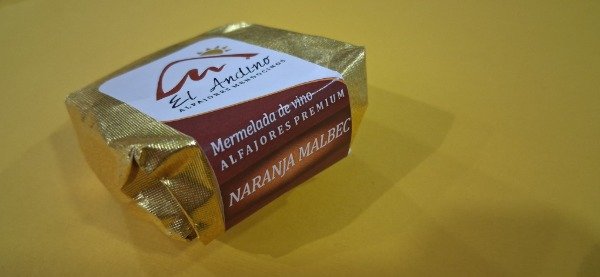 El Andino
ALFAJORES MENDOCINOS
Mermelada de vino
ALFAJORES PREMIUM
NARANJA MALBEC